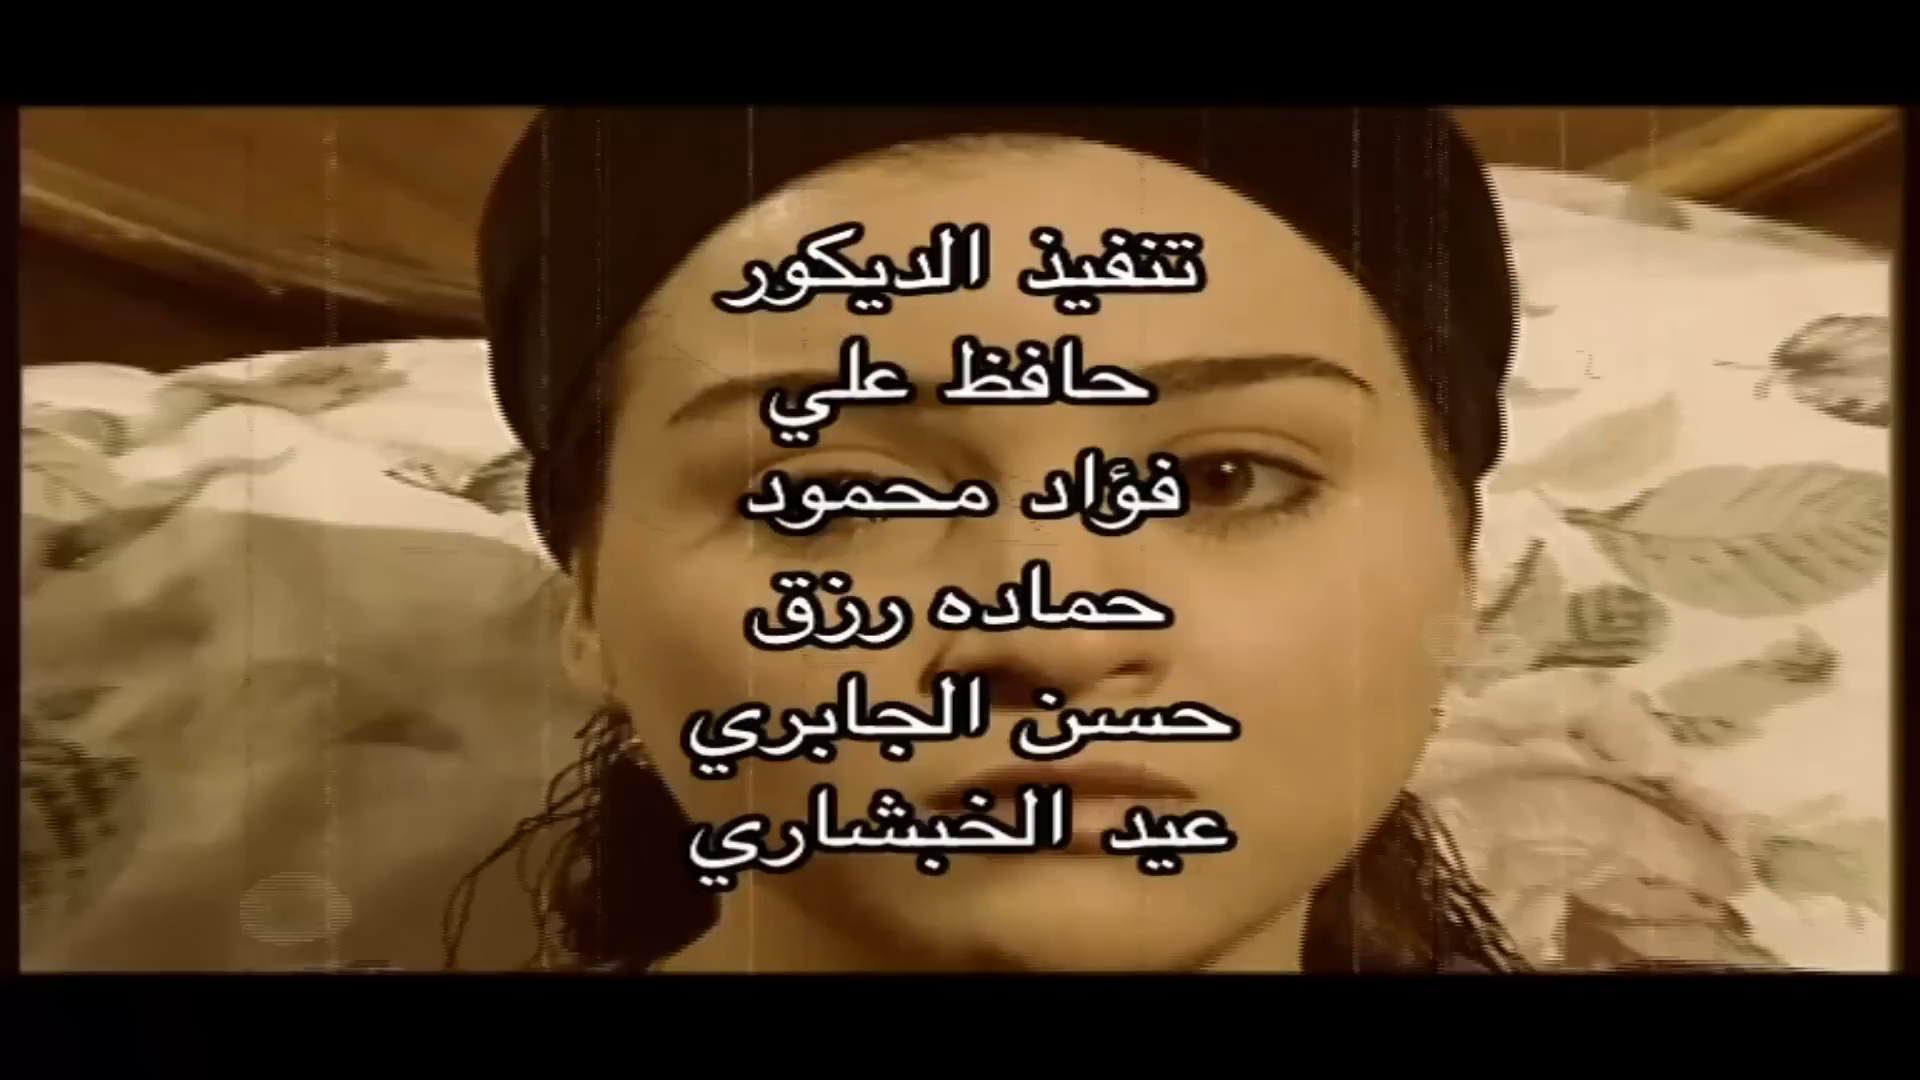 تنفيذ الديكور
حافظ علي
فؤاد محمود
حماده رزق
حسن الجابري
عيد الخبشاري